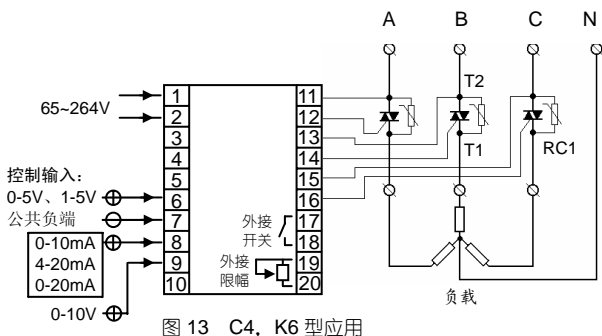 A B C N
65~264V
1 11
2 12
3 13
4 14
5 15
6 16
7 17
8 18
9 19
10 20
T2
T1
RC1
控制输入:
0-5V、1-5V
公共负端
0-10mA
4-20mA
0-20mA
0-10V
外接
开关
外接
限幅
负载
图 13 C4，K6 型应用